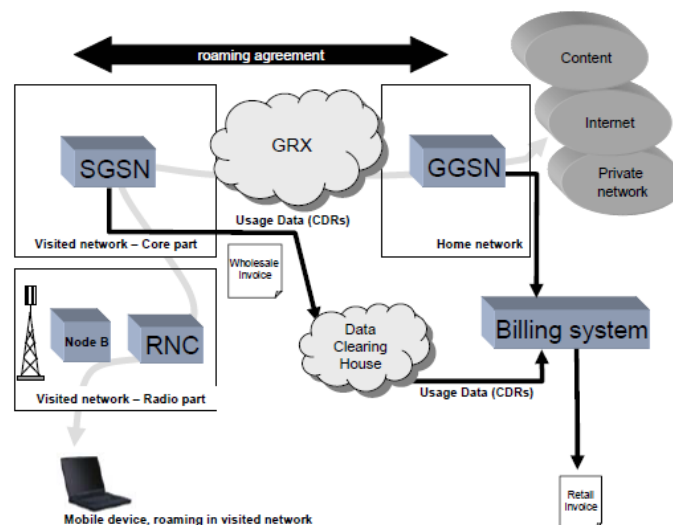 roaming agreement
Content
Internet
Private
network
SGSN
GRX
GGSN
Usage Data (CDRs)
Visited network – Core part
Home network
Wholesale
Invoice
Node B
RNC
Data
Clearing
House
Billing system
Visited network – Radio part
Usage Data (CDRs)
Retail
Invoice
Mobile device, roaming in visited network